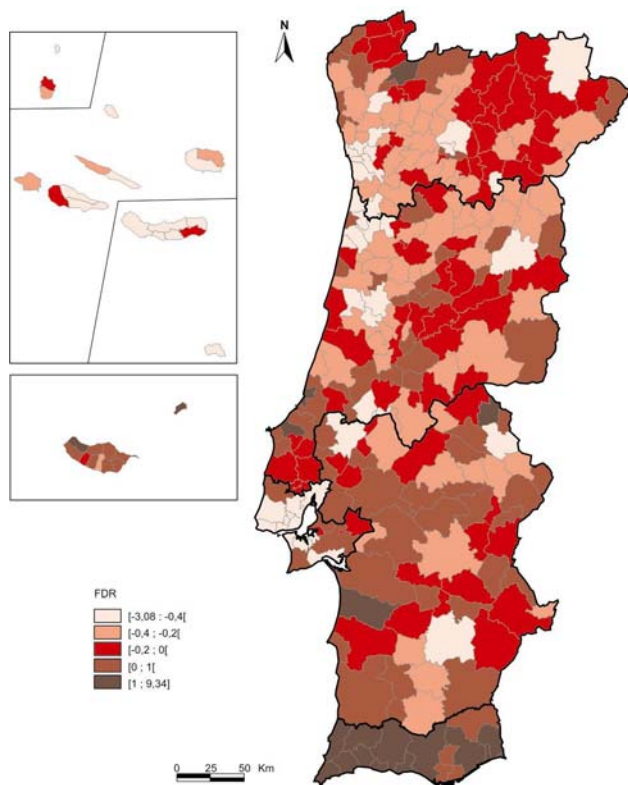 N
FDR
[-3,08 : -0,4[
[-0,4 ; -0,2[
[-0,2 ; 0[
[0 ; 1[
[1 ; 9,34]
0 25 50 Km